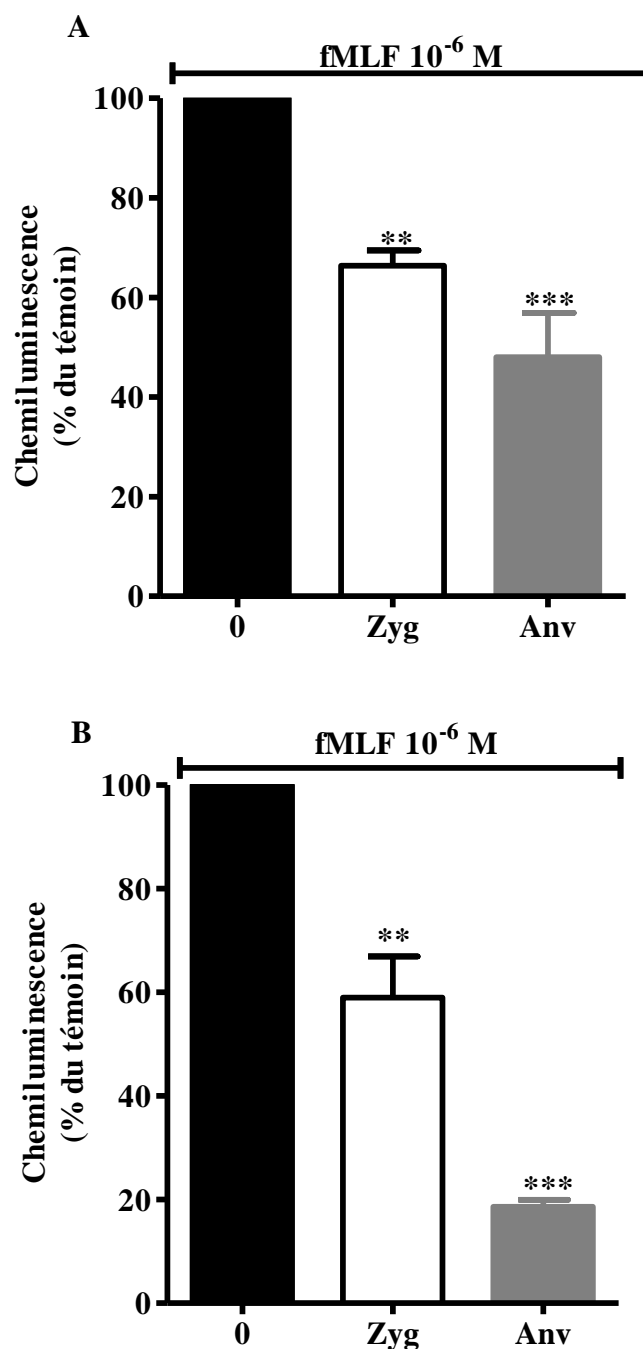 A
fMLF 10⁻⁶ M
Chemiluminescence
(% du témoin)
100
80
60
40
20
0
**
***
0 Zyg Anv
B
fMLF 10⁻⁶ M
Chemiluminescence
(% du témoin)
100
80
60
40
20
0
**
***
0 Zyg Anv